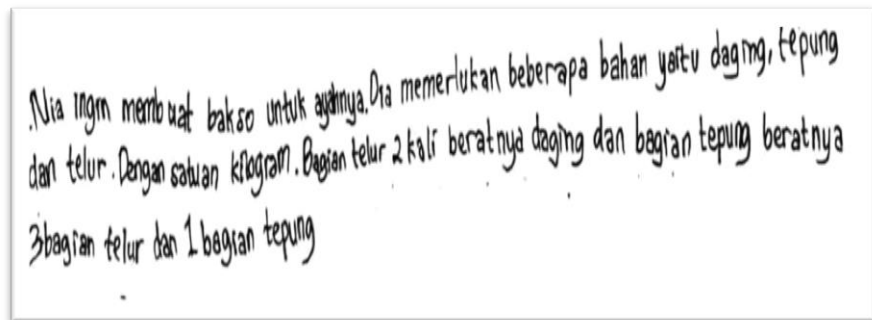 Nia ingin membuat bakso untuk ayahnya. Dia memerlukan beberapa bahan yaitu daging, tepung
dan telur. Dengan satuan kilogram. Bagian telur 2 kali beratnya daging dan bagian tepung beratnya
3 bagian telur dan 1 bagian tepung